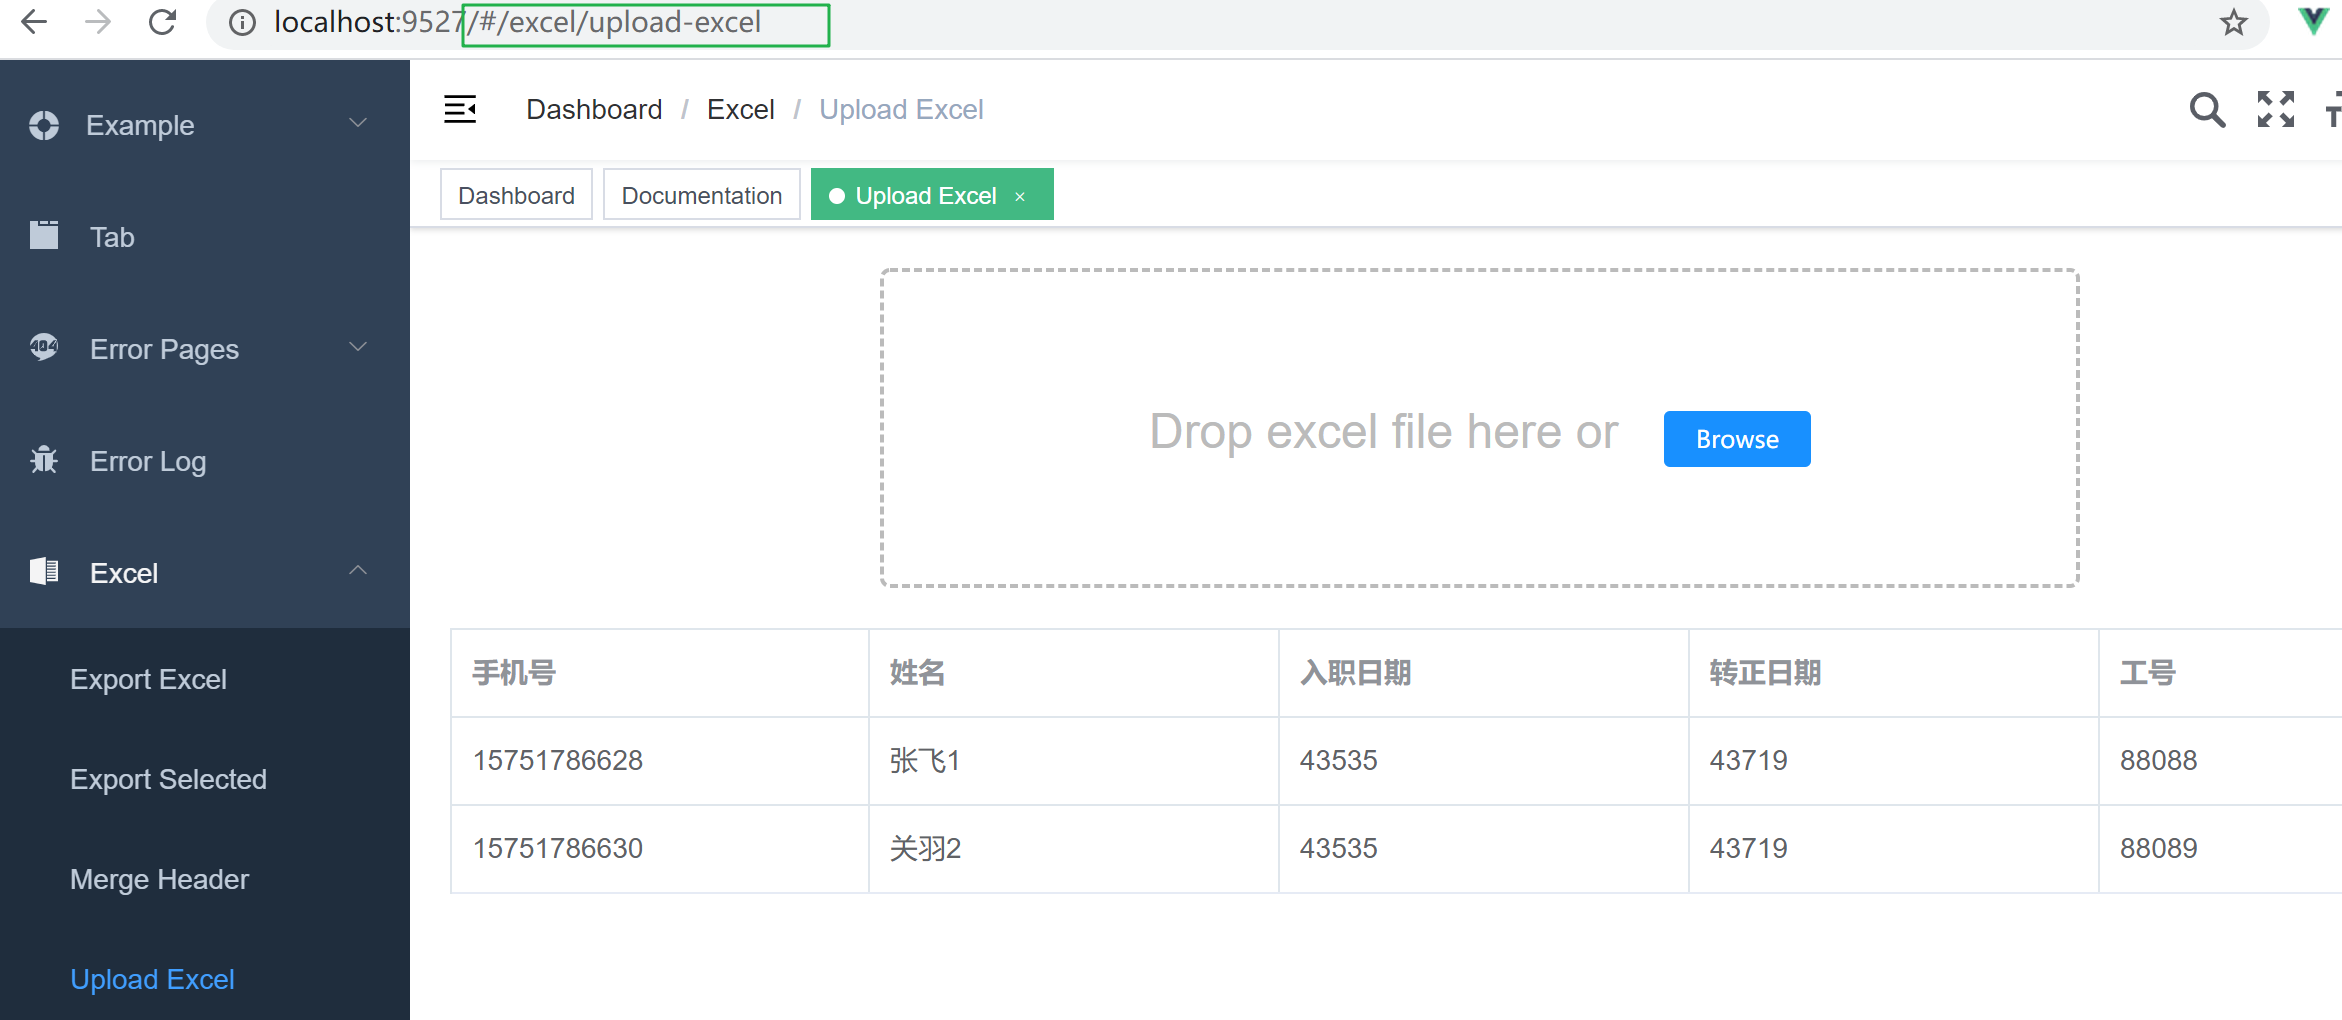 localhost:9527/#/excel/upload-excel
Example
Tab
404
Error Pages
Error Log
Excel
Export Excel
Export Selected
Merge Header
Upload Excel
Dashboard / Excel / Upload Excel
Dashboard Documentation Upload Excel ×
Drop excel file here or Browse
手机号 姓名 入职日期 转正日期 工号
15751786628 张飞1 43535 43719 88088
15751786630 关羽2 43535 43719 88089